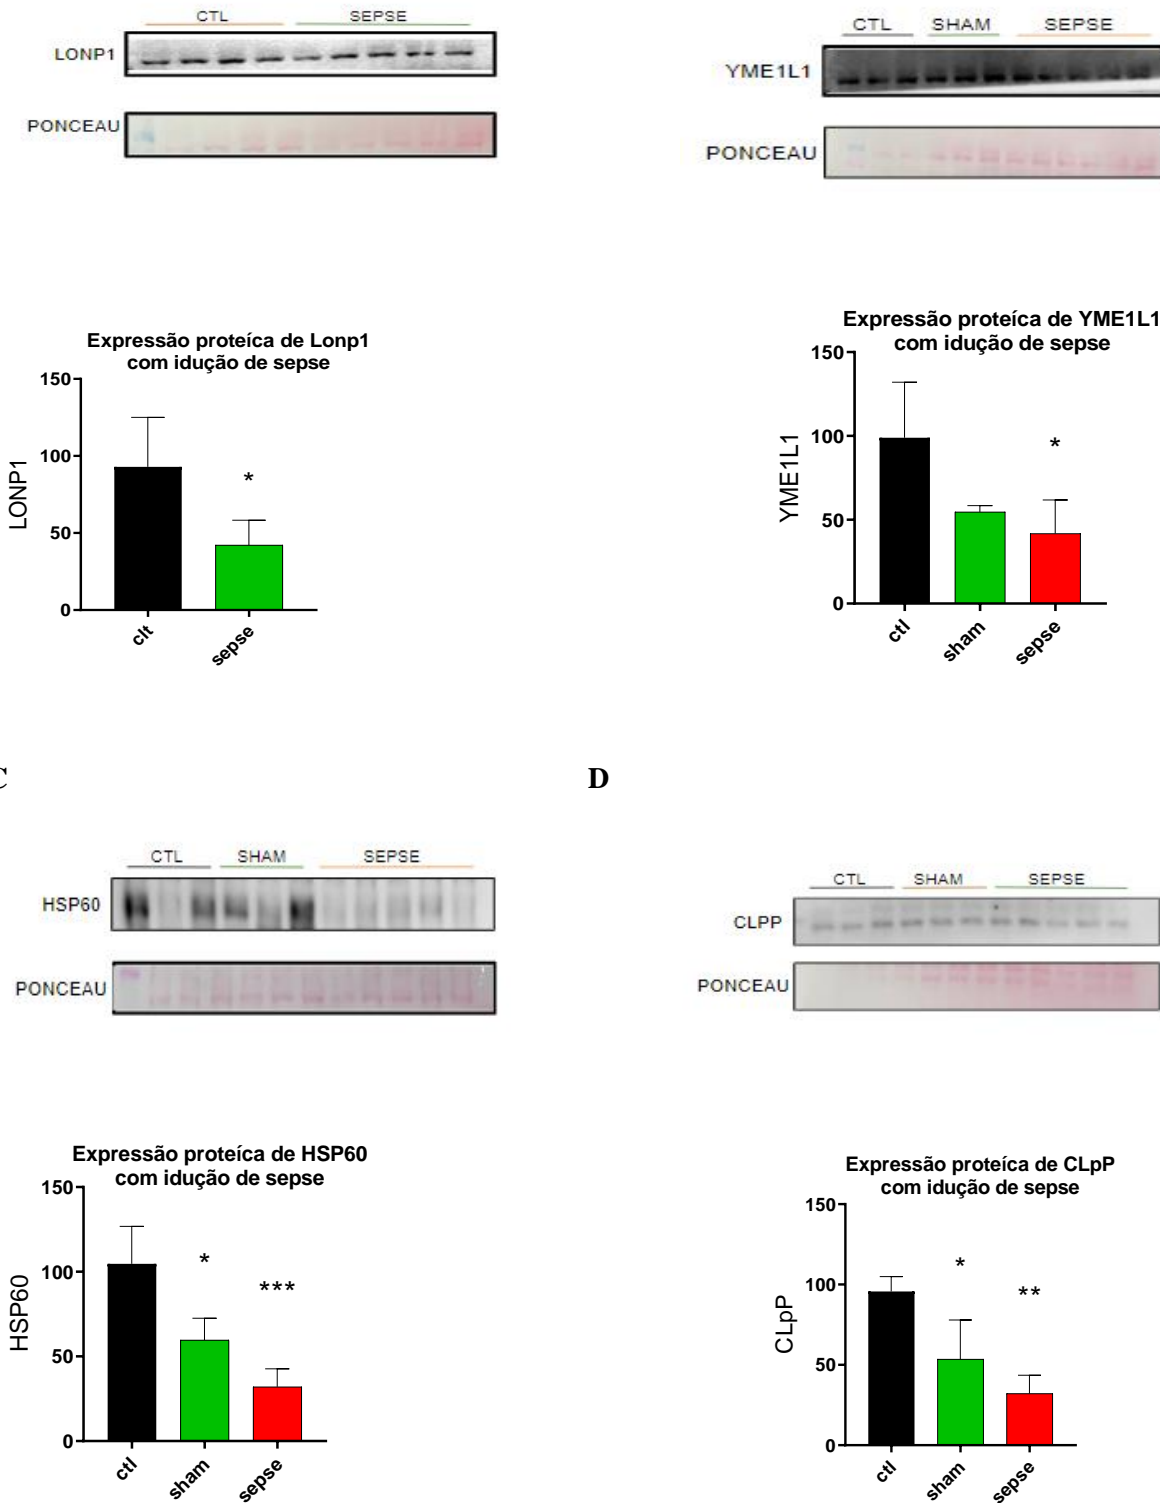 CTL SEPSE
LONP1
PONCEAU
CTL SHAM SEPSE
YME1L1
PONCEAU
Expressão proteíca de Lonp1
com idução de sepse
150
100
50
0
LONP1
*
clt sepse
Expressão proteíca de YME1L1
com idução de sepse
150
100
50
0
YME1L1
*
ctl sham sepse
C
D
CTL SHAM SEPSE
HSP60
PONCEAU
CTL SHAM SEPSE
CLPP
PONCEAU
Expressão proteíca de HSP60
com idução de sepse
150
100
50
0
HSP60
*
***
ctl sham sepse
Expressão proteíca de CLpP
com idução de sepse
150
100
50
0
CLpP
*
**
ctl sham sepse